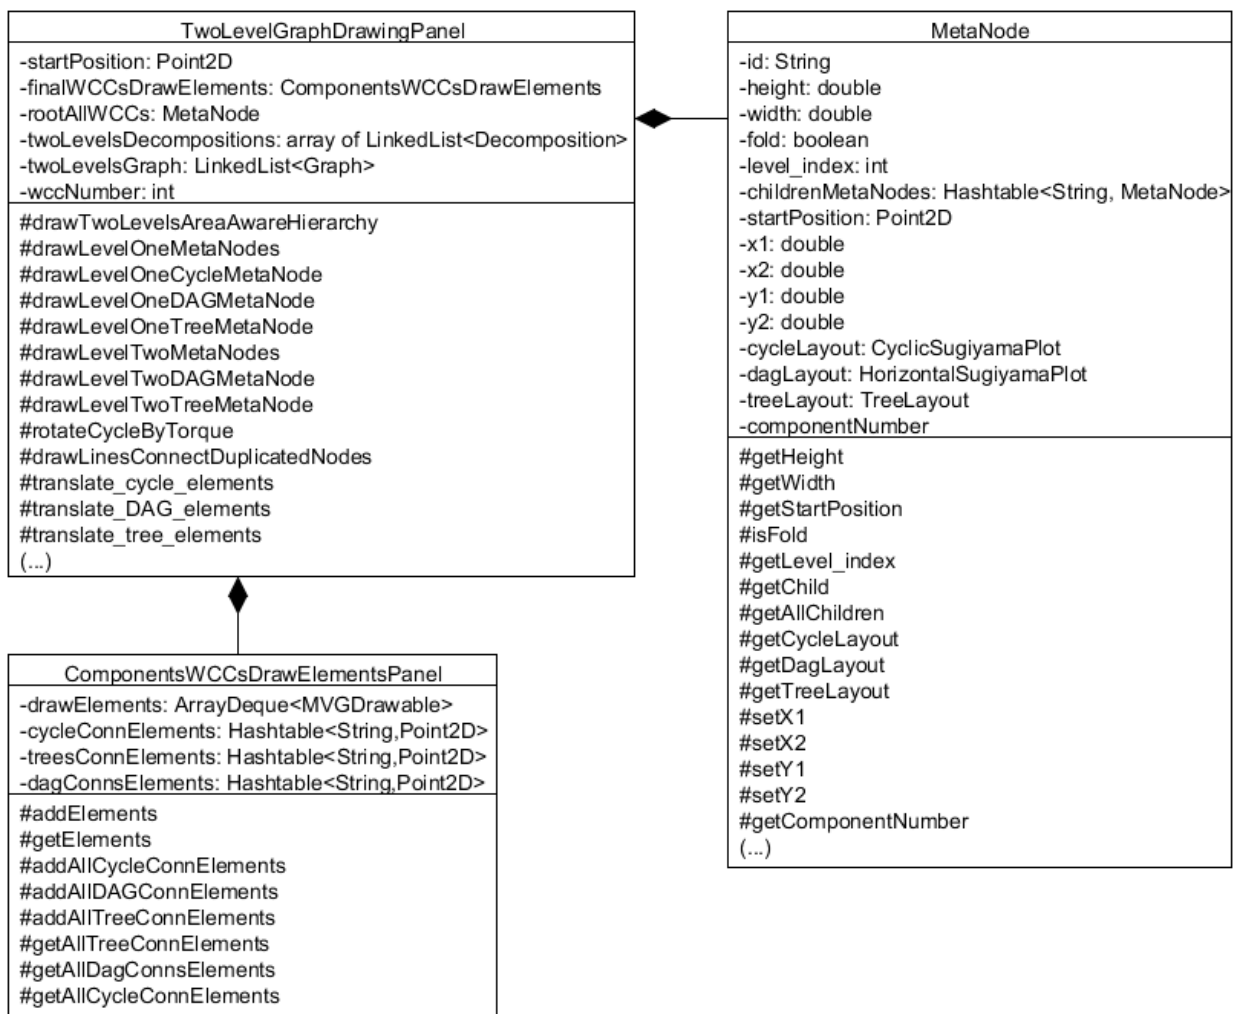 TwoLevelGraphDrawingPanel
-startPosition: Point2D
-finalWCCsDrawElements: ComponentsWCCsDrawElements
-rootAllWCCs: MetaNode
-twoLevelsDecompositions: array of LinkedList<Decomposition>
-twoLevelsGraph: LinkedList<Graph>
-wccNumber: int
#drawTwoLevelsAreaAwareHierarchy
#drawLevelOneMetaNodes
#drawLevelOneCycleMetaNode
#drawLevelOneDAGMetaNode
#drawLevelOneTreeMetaNode
#drawLevelTwoMetaNodes
#drawLevelTwoDAGMetaNode
#drawLevelTwoTreeMetaNode
#rotateCycleByTorque
#drawLinesConnectDuplicatedNodes
#translate_cycle_elements
#translate_DAG_elements
#translate_tree_elements
(...)
MetaNode
-id: String
-height: double
-width: double
-fold: boolean
-level_index: int
-childrenMetaNodes: Hashtable<String, MetaNode>
-startPosition: Point2D
-x1: double
-x2: double
-y1: double
-y2: double
-cycleLayout: CyclicSugiyamaPlot
-dagLayout: HorizontalSugiyamaPlot
-treeLayout: TreeLayout
-componentNumber
#getHeight
#getWidth
#getStartPosition
#isFold
#getLevel_index
#getChild
#getAllChildren
#getCycleLayout
#getDagLayout
#getTreeLayout
#setX1
#setX2
#setY1
#setY2
#getComponentNumber
(...)
ComponentsWCCsDrawElementsPanel
-drawElements: ArrayDeque<MVGDrawable>
-cycleConnElements: Hashtable<String,Point2D>
-treesConnElements: Hashtable<String,Point2D>
-dagConnsElements: Hashtable<String,Point2D>
#addElements
#getElements
#addAllCycleConnElements
#addAllDAGConnElements
#addAllTreeConnElements
#getAllTreeConnElements
#getAllDagConnsElements
#getAllCycleConnElements